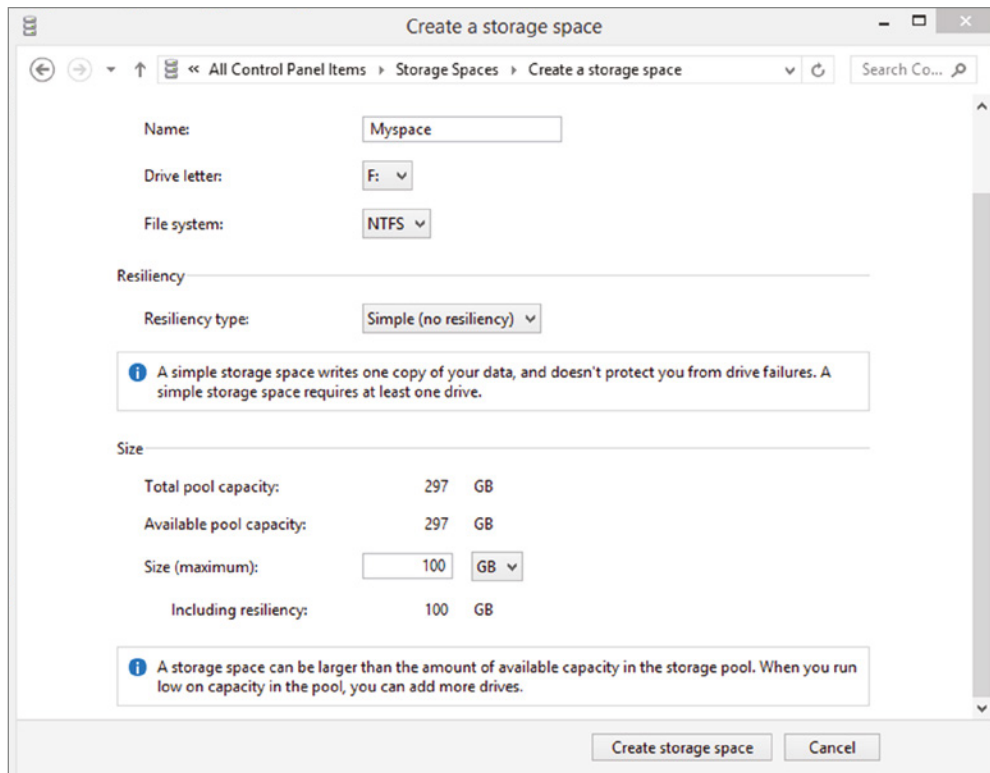 Create a storage space
« All Control Panel Items Storage Spaces Create a storage space Search Co...
Name: Myspace
Drive letter: F:
File system: NTFS
Resiliency
Resiliency type: Simple (no resiliency)
A simple storage space writes one copy of your data, and doesn't protect you from drive failures. A
simple storage space requires at least one drive.
Size
Total pool capacity: 297 GB
Available pool capacity: 297 GB
Size (maximum): 100 GB
Including resiliency: 100 GB
A storage space can be larger than the amount of available capacity in the storage pool. When you run
low on capacity in the pool, you can add more drives.
Create storage space Cancel